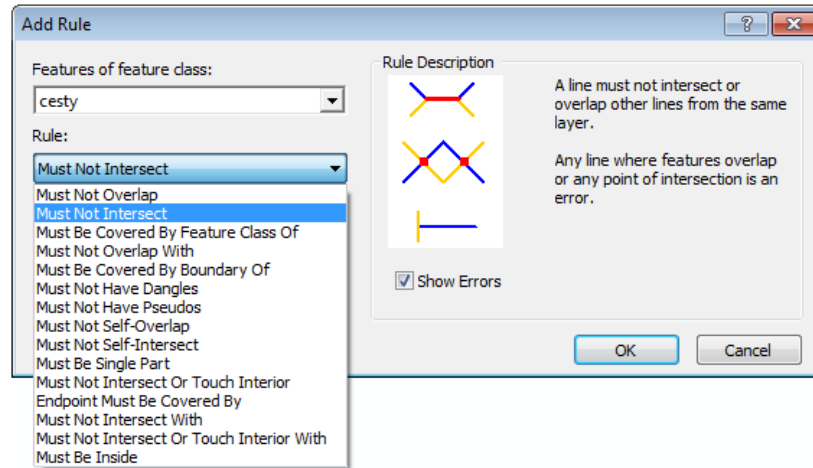 Add Rule
Features of feature class:
cesty
Rule:
Must Not Intersect
Must Not Overlap
Must Not Intersect
Must Be Covered By Feature Class Of
Must Not Overlap With
Must Be Covered By Boundary Of
Must Not Have Dangles
Must Not Have Pseudos
Must Not Self-Overlap
Must Not Self-Intersect
Must Be Single Part
Must Not Intersect Or Touch Interior
Endpoint Must Be Covered By
Must Not Intersect With
Must Not Intersect Or Touch Interior With
Must Be Inside
Rule Description
A line must not intersect or
overlap other lines from the same
layer.
Any line where features overlap
or any point of intersection is an
error.
Show Errors
OK
Cancel